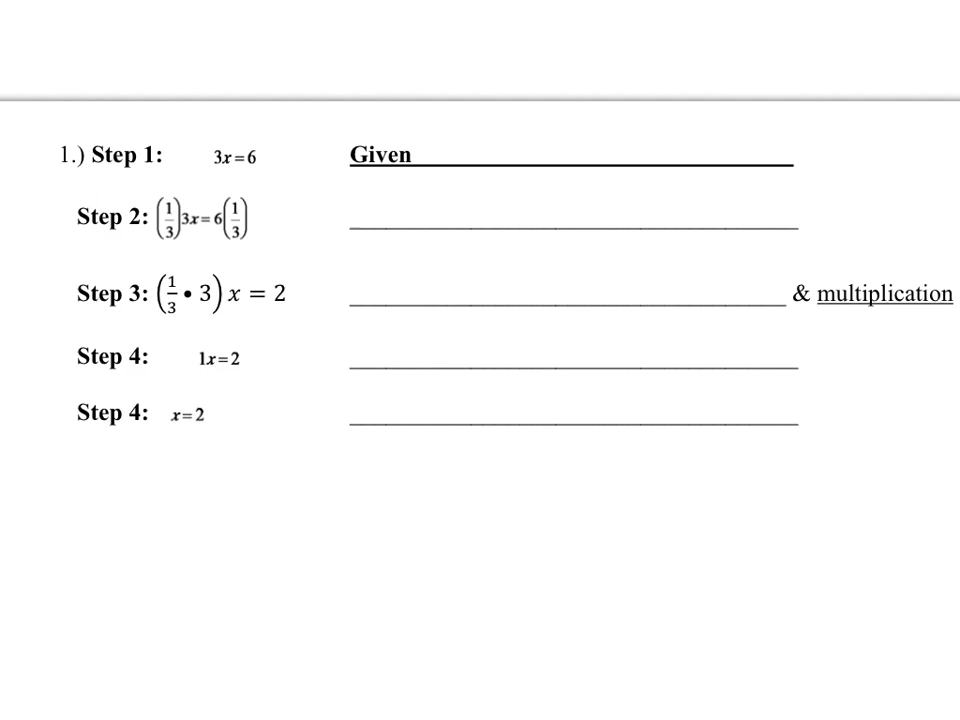 1.) Step 1: 3x=6 Given
Step 2: (1/3)3x=6(1/3)
Step 3: (1/3 • 3) x = 2 & multiplication
Step 4: 1x=2
Step 4: x=2